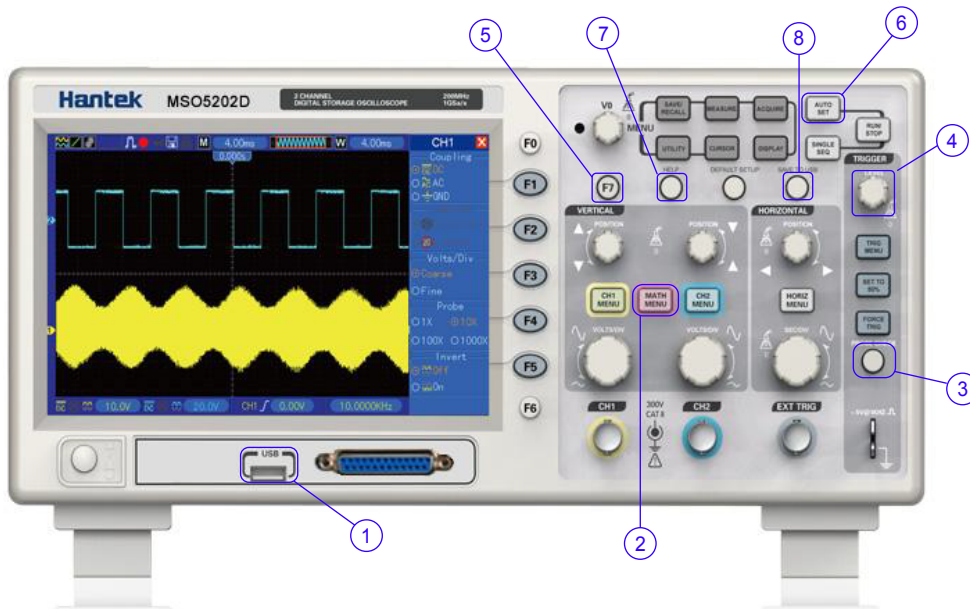 5
7
8
6
Hantek MSO5202D
2 CHANNEL
DIGITAL STORAGE OSCILLOSCOPE
200MHz
1GSa/s
M 4.00ms W 4.00ms CH1
0.000s
Coupling
DC
AC
GND
Volts/Div
Coarse
Fine
Probe
1X 10X
100X 1000X
Invert
Off
On
10.0V 20.0V CH1 0.00V 10.0000KHz
F0
F1
F2
F3
F4
F5
F6
V0
MENU
SAVE/
RECALL
MEASURE
ACQUIRE
UTILITY
CURSOR
DISPLAY
AUTO
SET
RUN/
STOP
SINGLE
SEQ
F7
HELP
DEFAULT SETUP
SAVE TO USB
TRIGGER
4
VERTICAL
HORIZONTAL
POSITION
POSITION
POSITION
TRIG
MENU
SET TO
50%
FORCE
TRIG
CH1
MENU
MATH
MENU
CH2
MENU
HORIZ
MENU
VOLTS/DIV
VOLTS/DIV
SEC/DIV
3
CH1
300V
CAT II
CH2
EXT TRIG
USB
1
2